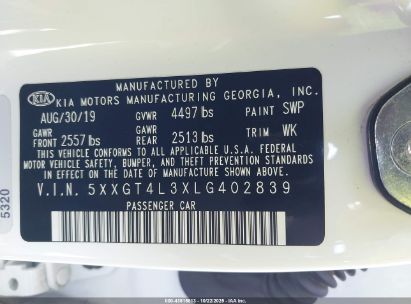 MANUFACTURED BY
KIA KIA MOTORS MANUFACTURING GEORGIA, INC.
AUG/30/19 GVWR 4497 lbs PAINT SWP
GAWR FRONT 2557 lbs GAWR REAR 2513 lbs TRIM WK
THIS VEHICLE CONFORMS TO ALL APPLICABLE U.S.A. FEDERAL
MOTOR VEHICLE SAFETY, BUMPER, AND THEFT PREVENTION STANDARDS
IN EFFECT ON THE DATE OF MANUFACTURE SHOWN ABOVE.
V.I.N. 5XXGT4L3XLG402839
PASSENGER CAR
5320